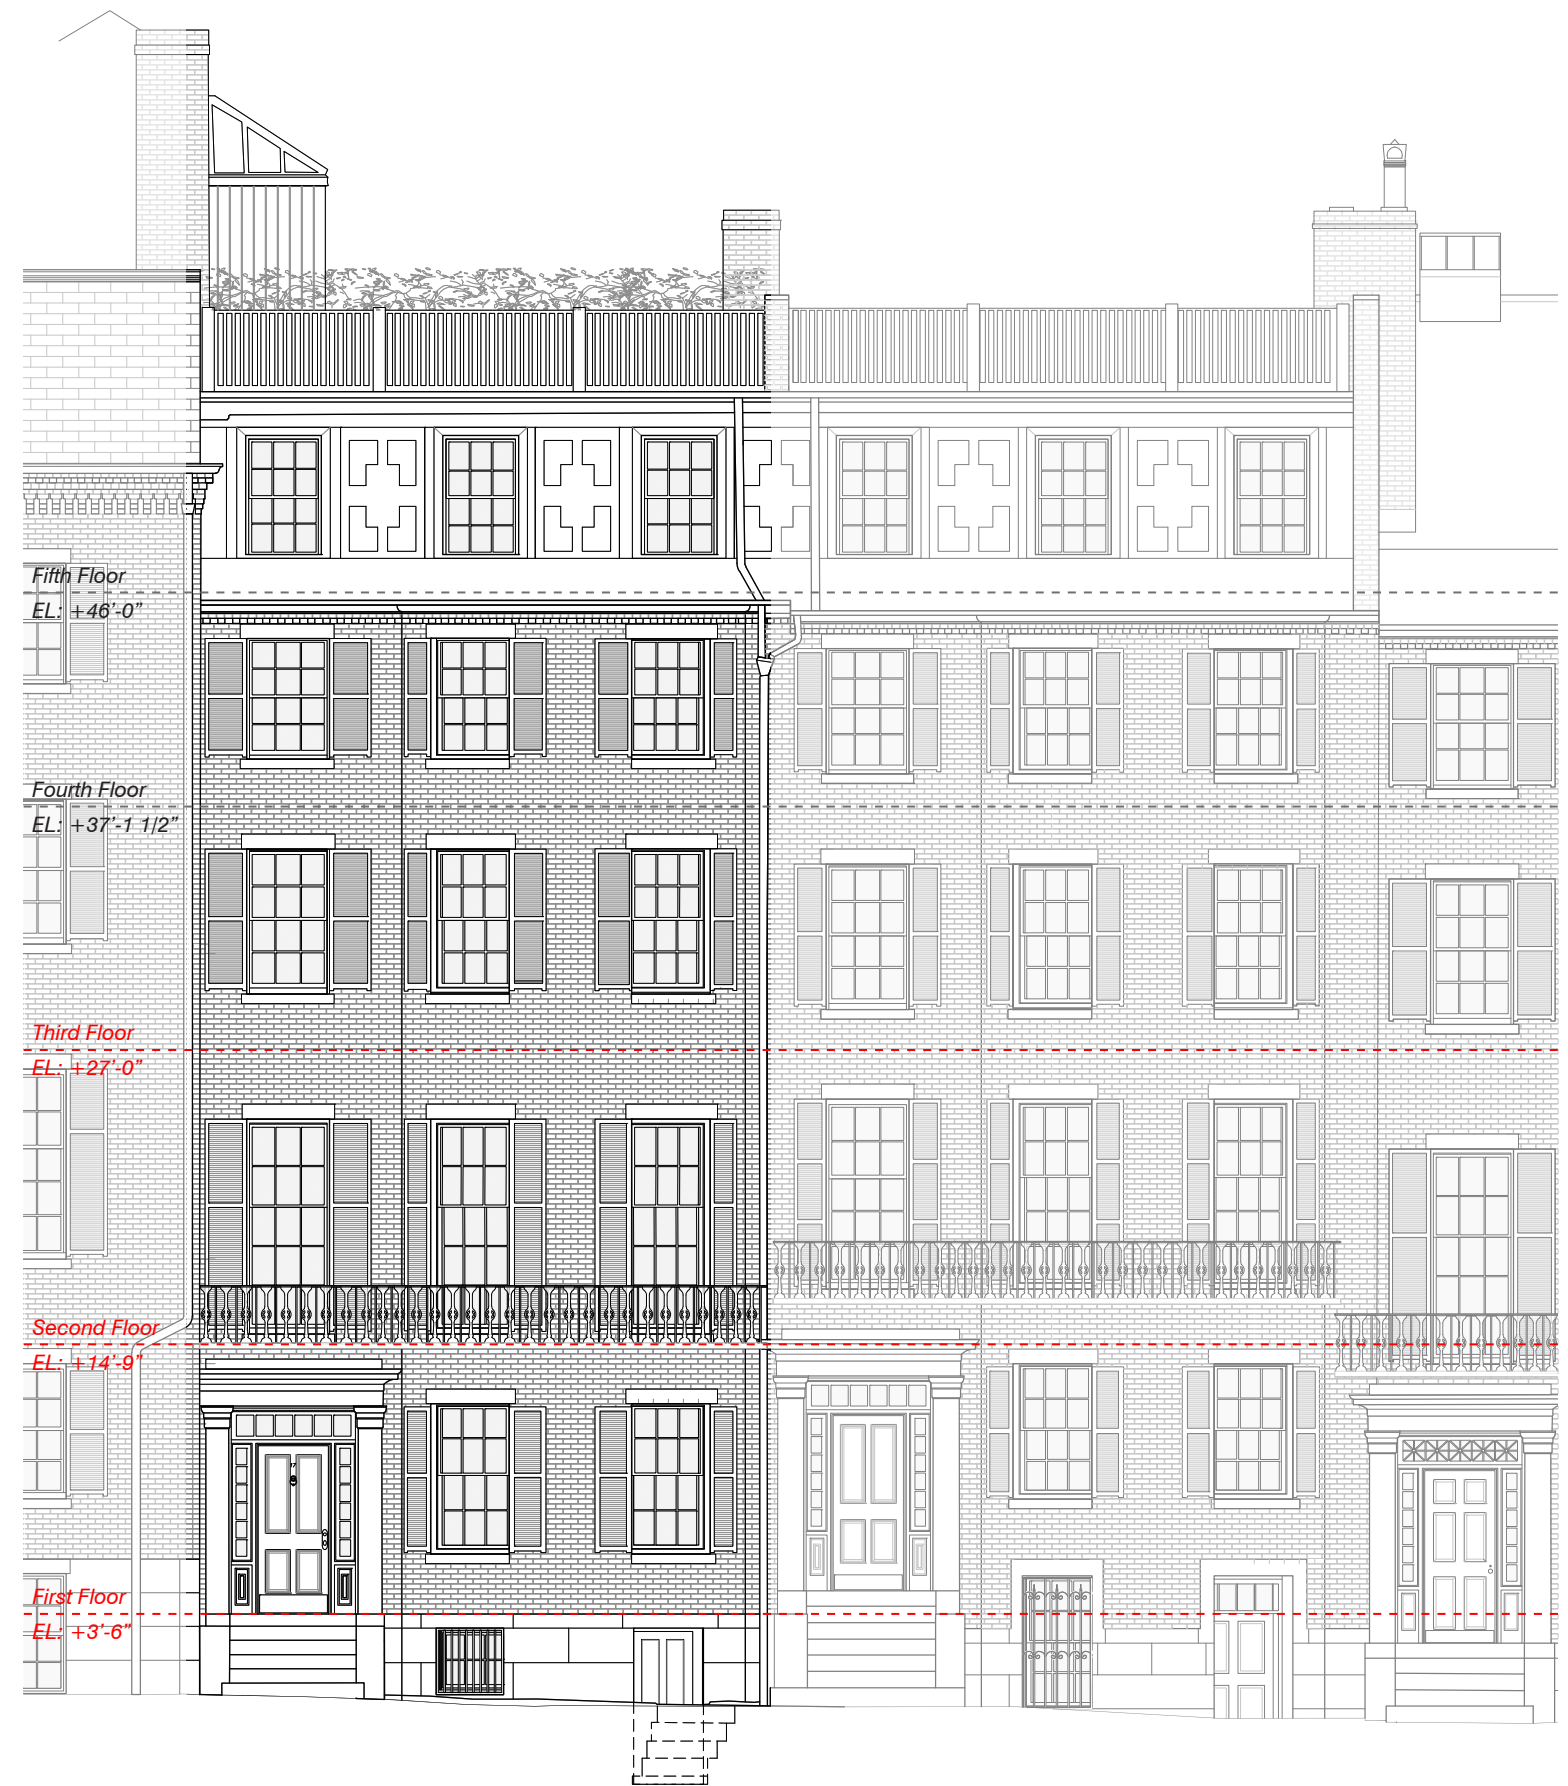 Fifth Floor
EL: +46’-0”
Fourth Floor
EL: +37’-1 1/2”
Third Floor
EL: +27’-0”
Second Floor
EL: +14’-9”
First Floor
EL: +3’-6”
17